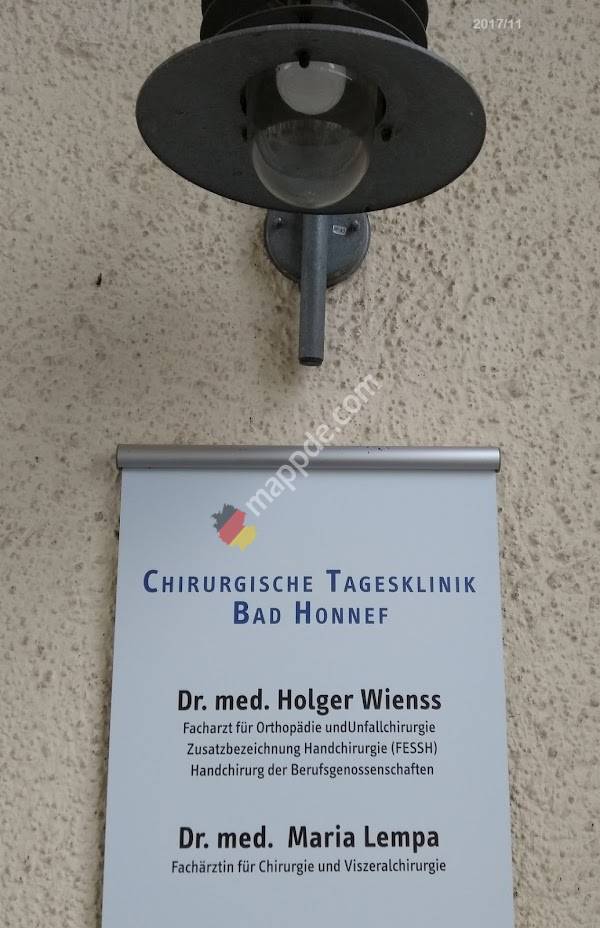 2017/11
mappde.com
CHIRURGISCHE TAGESKLINIK
BAD HONNEF
Dr. med. Holger Wienss
Facharzt für Orthopädie undUnfallchirurgie
Zusatzbezeichnung Handchirurgie (FESSH)
Handchirurg der Berufsgenossenschaften
Dr. med. Maria Lempa
Fachärztin für Chirurgie und Viszeralchirurgie